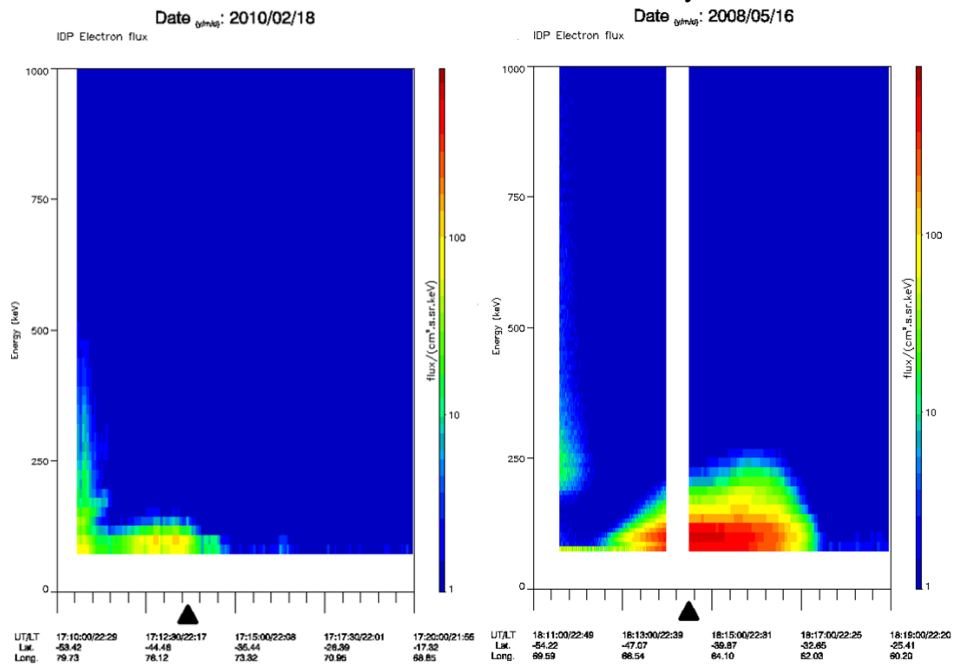 Date (y/m/d): 2010/02/18
IDP Electron flux
1000
750
500
250
0
Energy (keV)
100
10
1
flux/(cm².s.sr.keV)
UT/LT 17:10:00/22:29 17:12:30/22:17 17:15:00/22:08 17:17:30/22:01 17:20:00/21:55
Lat. -53.42 -44.48 -35.44 -26.39 -17.32
Long. 79.73 76.12 73.32 70.95 68.85
Date (y/m/d): 2008/05/16
IDP Electron flux
1000
750
500
250
0
Energy (keV)
100
10
1
flux/(cm².s.sr.keV)
UT/LT 18:11:00/22:49 18:13:00/22:39 18:15:00/22:31 18:17:00/22:25 18:19:00/22:20
Lat. -54.22 -47.07 -39.87 -32.65 -25.41
Long. 69.59 66.54 64.10 62.03 60.20